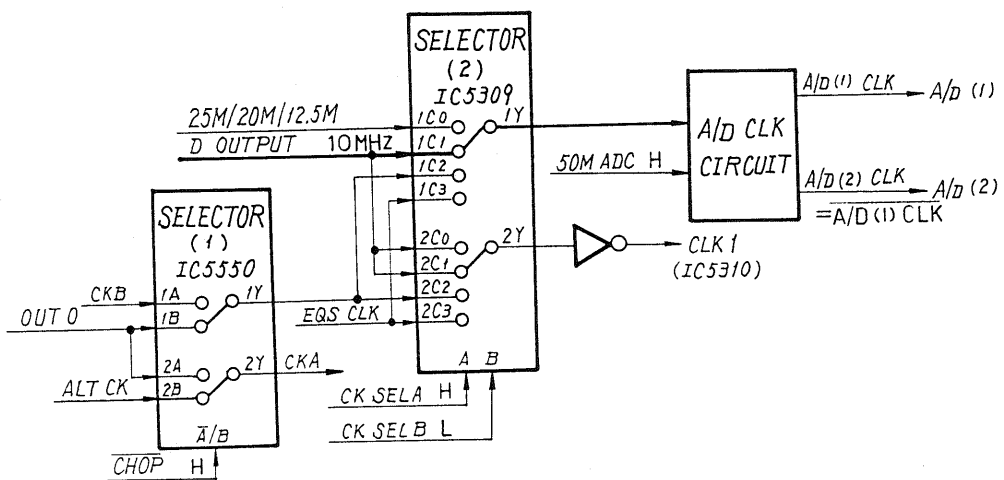 SELECTOR
(2)
IC5309
25M/20M/12.5M
D OUTPUT 10MHZ
1C0
1C1
1C2
1C3
1Y
2C0
2C1
2C2
2C3
2Y
A B
CK SELA H
CK SELB L
EQS CLK
SELECTOR
(1)
IC5550
CKB
OUT 0
1A
1B
1Y
2A
2B
2Y
CKA
ALT CK
A/B
CHOP H
50M ADC H
A/D CLK
CIRCUIT
A/D(1) CLK
A/D(1)
A/D(2) CLK
=A/D(1) CLK
A/D(2)
CLK1
(IC5310)